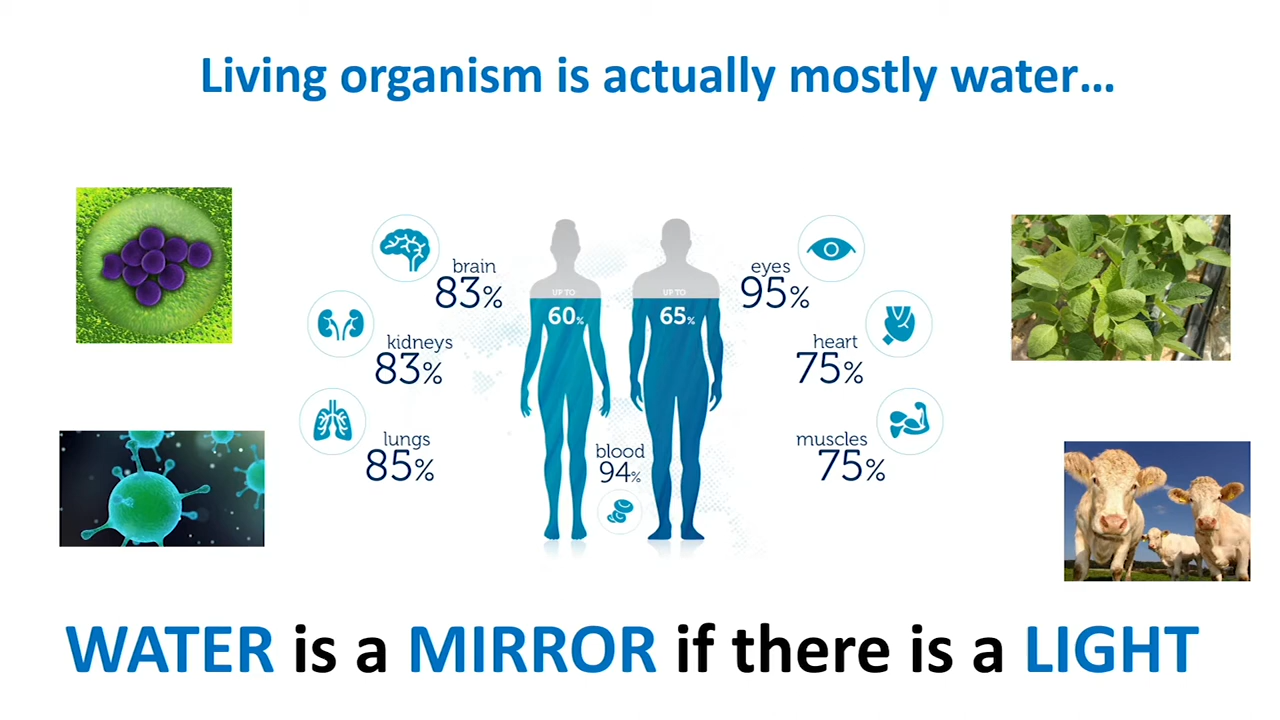 Living organism is actually mostly water...
brain
83%
kidneys
83%
lungs
85%
UP TO
60%
UP TO
65%
blood
94%
eyes
95%
heart
75%
muscles
75%
WATER is a MIRROR if there is a LIGHT